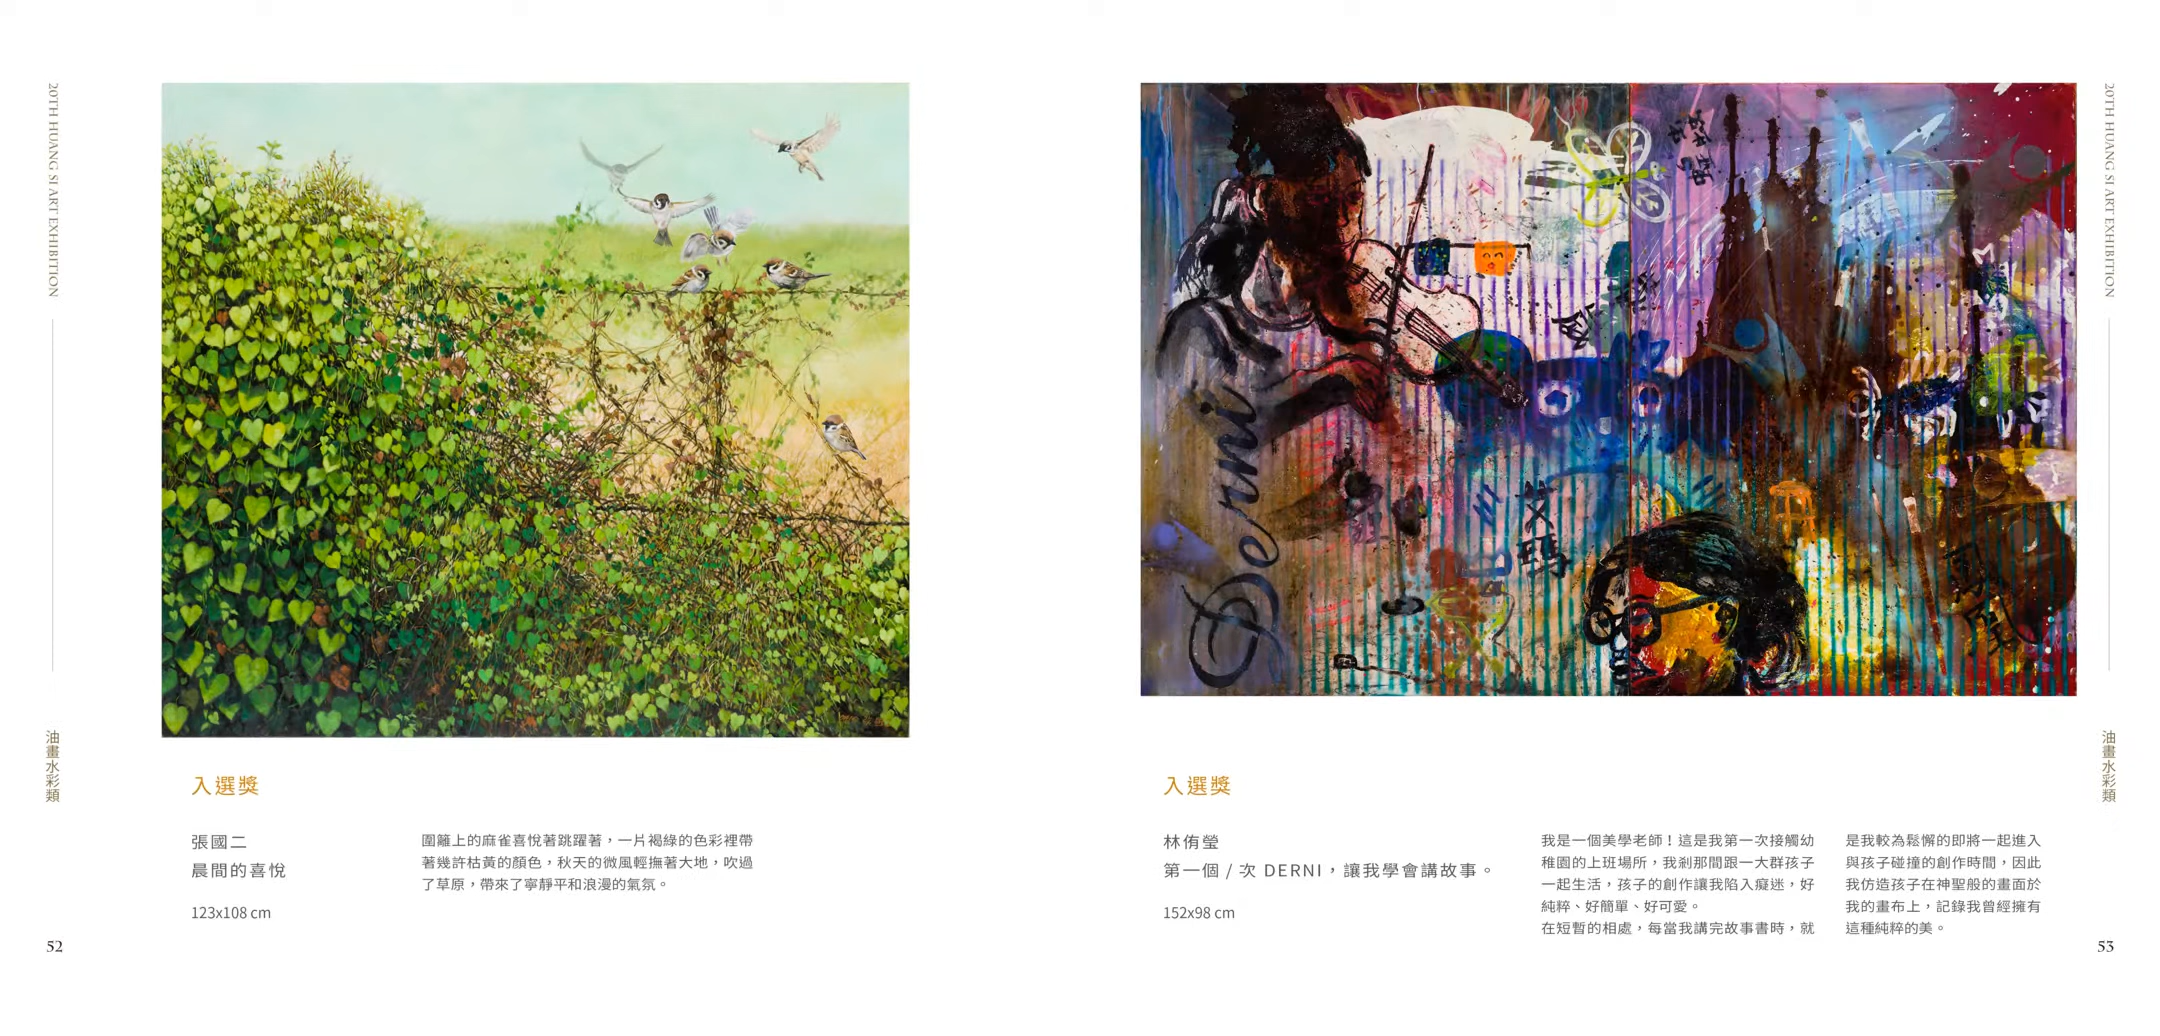 20TH HUANG SI ART EXHIBITION
油畫水彩類
入選獎
張國二
晨間的喜悅
123x108 cm
圍籬上的麻雀喜悅著跳躍著，一片褐綠的色彩裡帶
著幾許枯黃的顏色，秋天的微風輕撫著大地，吹過
了草原，帶來了寧靜平和浪漫的氣氛。
52
Derni
艾瑪
入選獎
林侑瑩
第一個 / 次 DERNI，讓我學會講故事。
152x98 cm
我是一個美學老師！這是我第一次接觸幼
稚園的上班場所，我剎那間跟一大群孩子
一起生活，孩子的創作讓我陷入癡迷，好
純粹、好簡單、好可愛。
在短暫的相處，每當我講完故事書時，就
是我較為鬆懈的即將一起進入
與孩子碰撞的創作時間，因此
我仿造孩子在神聖般的畫面於
我的畫布上，記錄我曾經擁有
這種純粹的美。
20TH HUANG SI ART EXHIBITION
油畫水彩類
53